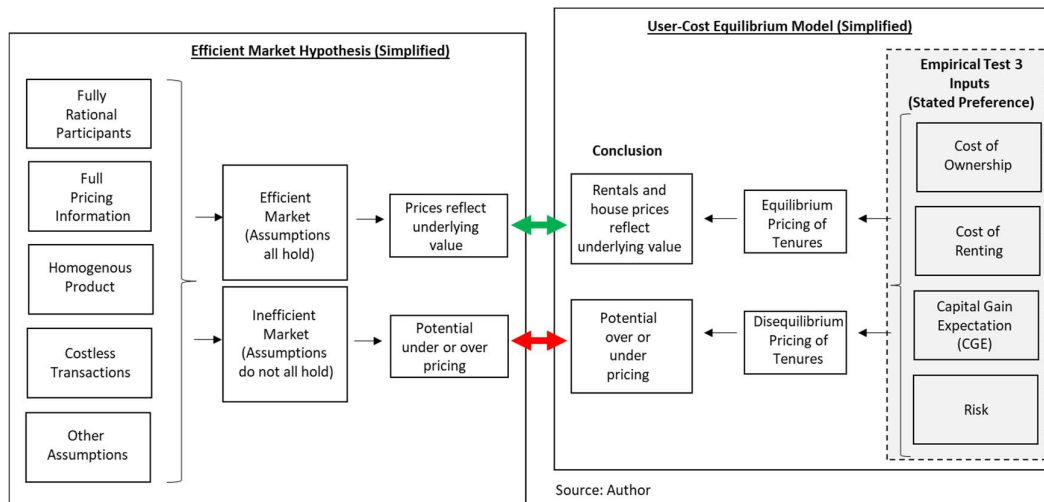 Efficient Market Hypothesis (Simplified)
Fully
Rational
Participants
Full
Pricing
Information
Homogenous
Product
Costless
Transactions
Other
Assumptions
Efficient
Market
(Assumptions
all hold)
Inefficient
Market
(Assumptions
do not all hold)
Prices reflect
underlying
value
Potential
under or over
pricing
User-Cost Equilibrium Model (Simplified)
Conclusion
Rentals and
house prices
reflect
underlying value
Potential
over or
under
pricing
Equilibrium
Pricing of
Tenures
Disequilibrium
Pricing of
Tenures
Empirical Test 3
Inputs
(Stated Preference)
Cost of
Ownership
Cost of
Renting
Capital Gain
Expectation
(CGE)
Risk
Source: Author